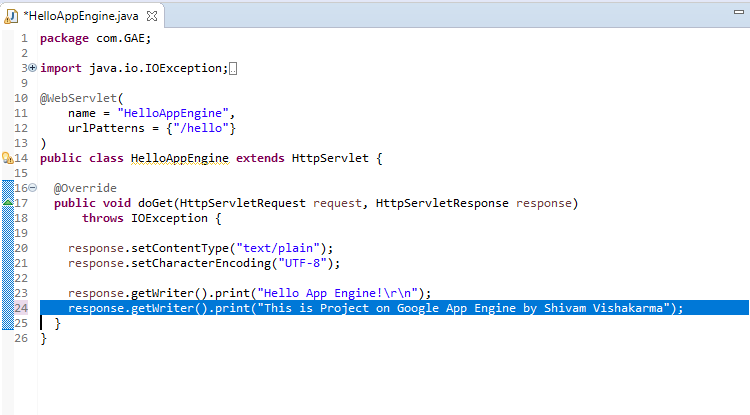 *HelloAppEngine.java
1 package com.GAE;
2
3 import java.io.IOException;
9
10 @WebServlet(
11     name = "HelloAppEngine",
12     urlPatterns = {"/hello"}
13 )
14 public class HelloAppEngine extends HttpServlet {
15
16   @Override
17   public void doGet(HttpServletRequest request, HttpServletResponse response)
18       throws IOException {
19
20     response.setContentType("text/plain");
21     response.setCharacterEncoding("UTF-8");
22
23     response.getWriter().print("Hello App Engine!\r\n");
24     response.getWriter().print("This is Project on Google App Engine by Shivam Vishakarma");
25   }
26 }